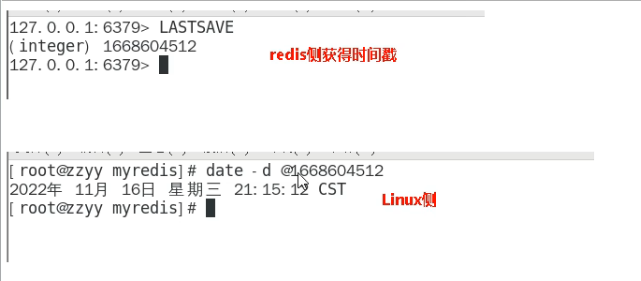 127.0.0.1:6379> LASTSAVE
(integer) 1668604512
127.0.0.1:6379>
redis侧获得时间戳
[root@zzyy myredis]# date -d @1668604512
2022年 11月 16日 星期三 21:15:12 CST
[root@zzyy myredis]#
Linux侧